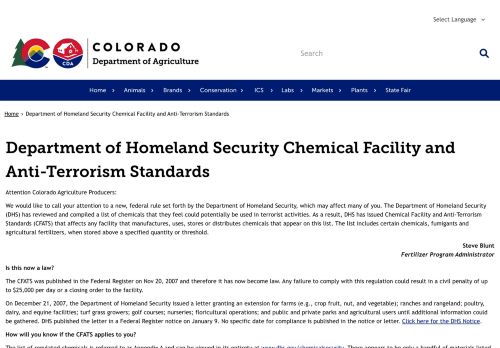 Select Language
COLORADO
Department of Agriculture
CO
CDA
Search
Home > Animals > Brands > Conservation > ICS > Labs > Markets > Plants > State Fair
Home > Department of Homeland Security Chemical Facility and Anti-Terrorism Standards
Department of Homeland Security Chemical Facility and
Anti-Terrorism Standards
Attention Colorado Agriculture Producers:
We would like to call your attention to a new, federal rule set forth by the Department of Homeland Security, which may affect many of you. The Department of Homeland Security
(DHS) has reviewed and compiled a list of chemicals that they feel could potentially be used in terrorist activities. As a result, DHS has issued Chemical Facility and Anti-Terrorism
Standards (CFATS) that affects any facility that manufactures, uses, stores or distributes chemicals that appear on this list. The list includes certain chemicals, fumigants and
agricultural fertilizers, when stored above a specified quantity or threshold.
Steve Blunt
Fertilizer Program Administrator
Is this now a law?
The CFATS was published in the Federal Register on Nov 20, 2007 and therefore it has now become law. Any failure to comply with this regulation could result in a civil penalty of up
to $25,000 per day or a closing order to the facility.
On December 21, 2007, the Department of Homeland Security issued a letter granting an extension for farms (e.g., crop fruit, nut, and vegetable); ranches and rangeland; poultry,
dairy, and equine facilities; turf grass growers; golf courses; nurseries; floricultural operations; and public and private parks and agricultural users until additional information could
be gathered. DHS published the letter in a Federal Register notice on January 9. No specific date for compliance is published in the notice or letter. Click here for the DHS Notice.
How will you know if the CFATS applies to you?